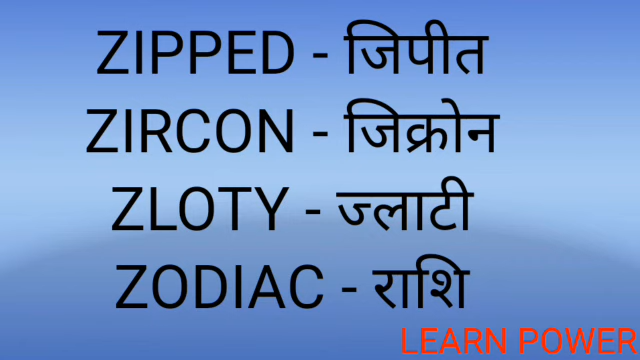 ZIPPED - जिपीत
ZIRCON - जिक्रोन
ZLOTY - ज्लाटी
ZODIAC - राशि
LEARN POWER